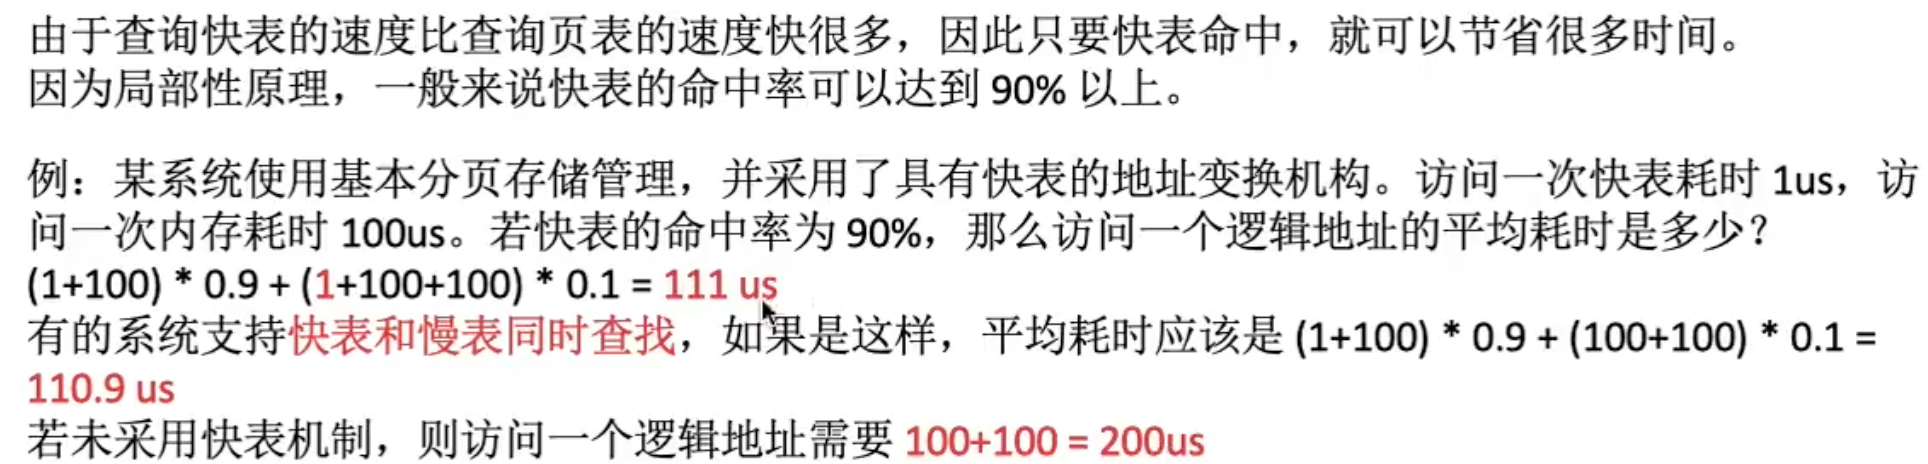 由于查询快表的速度比查询页表的速度快很多，因此只要快表命中，就可以节省很多时间。
因为局部性原理，一般来说快表的命中率可以达到 90% 以上。
例：某系统使用基本分页存储管理，并采用了具有快表的地址变换机构。访问一次快表耗时 1us，访
问一次内存耗时 100us。若快表的命中率为 90%，那么访问一个逻辑地址的平均耗时是多少？
(1+100) * 0.9 + (1+100+100) * 0.1 = 111 us
有的系统支持快表和慢表同时查找，如果是这样，平均耗时应该是 (1+100) * 0.9 + (100+100) * 0.1 =
110.9 us
若未采用快表机制，则访问一个逻辑地址需要 100+100 = 200us